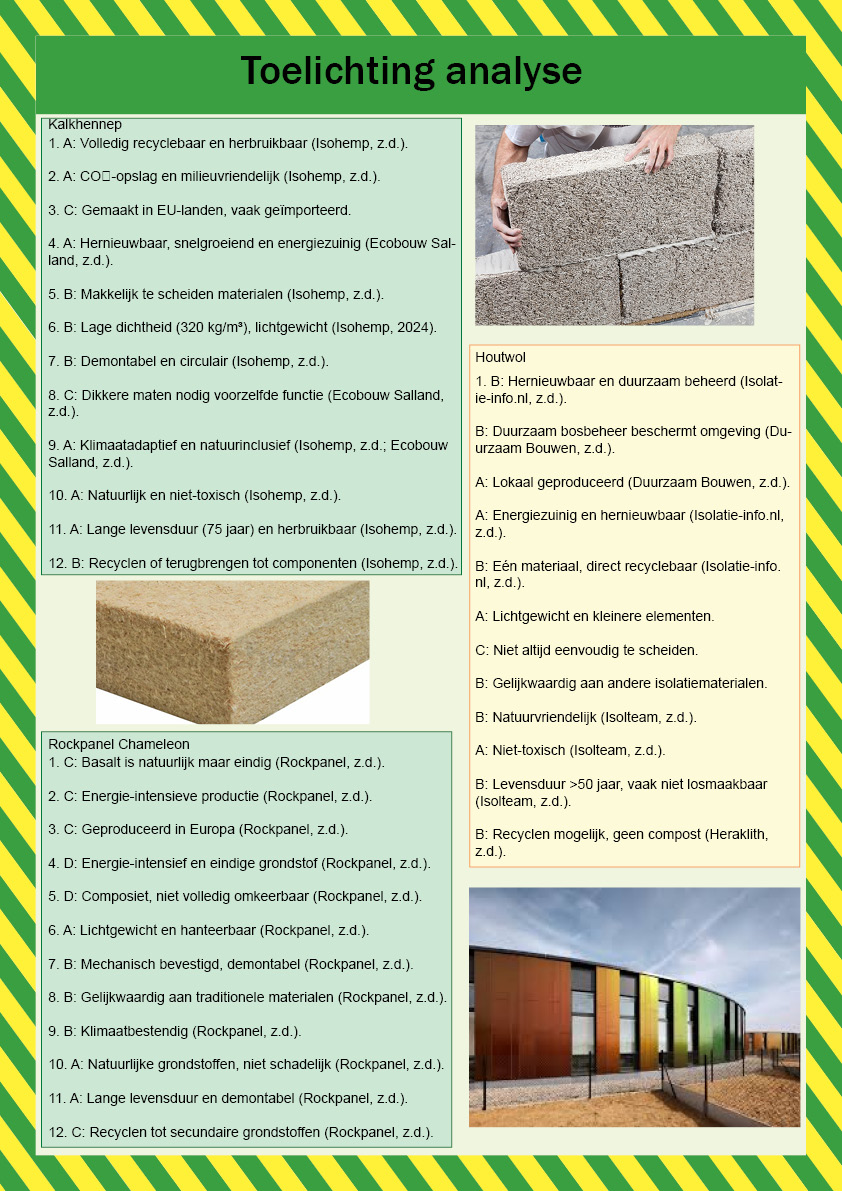 Toelichting analyse
Kalkhennep
1. A: Volledig recyclebaar en herbruikbaar (Isohemp, z.d.).
2. A: CO□-opslag en milieuvriendelijk (Isohemp, z.d.).
3. C: Gemaakt in EU-landen, vaak geïmporteerd.
4. A: Hernieuwbaar, snelgroeiend en energiezuinig (Ecobouw Sal-
land, z.d.).
5. B: Makkelijk te scheiden materialen (Isohemp, z.d.).
6. B: Lage dichtheid (320 kg/m³), lichtgewicht (Isohemp, 2024).
7. B: Demontabel en circulair (Isohemp, z.d.).
8. C: Dikkere maten nodig voorzelfde functie (Ecobouw Salland,
z.d.).
9. A: Klimaatadaptief en natuurinclusief (Isohemp, z.d.; Ecobouw
Salland, z.d.).
10. A: Natuurlijk en niet-toxisch (Isohemp, z.d.).
11. A: Lange levensduur (75 jaar) en herbruikbaar (Isohemp, z.d.).
12. B: Recyclen of terugbrengen tot componenten (Isohemp, z.d.).
Rockpanel Chameleon
1. C: Basalt is natuurlijk maar eindig (Rockpanel, z.d.).
2. C: Energie-intensieve productie (Rockpanel, z.d.).
3. C: Geproduceerd in Europa (Rockpanel, z.d.).
4. D: Energie-intensief en eindige grondstof (Rockpanel, z.d.).
5. D: Composiet, niet volledig omkeerbaar (Rockpanel, z.d.).
6. A: Lichtgewicht en hanteerbaar (Rockpanel, z.d.).
7. B: Mechanisch bevestigd, demontabel (Rockpanel, z.d.).
8. B: Gelijkwaardig aan traditionele materialen (Rockpanel, z.d.).
9. B: Klimaatbestendig (Rockpanel, z.d.).
10. A: Natuurlijke grondstoffen, niet schadelijk (Rockpanel, z.d.).
11. A: Lange levensduur en demontabel (Rockpanel, z.d.).
12. C: Recyclen tot secundaire grondstoffen (Rockpanel, z.d.).
Houtwol
1. B: Hernieuwbaar en duurzaam beheerd (Isolat-
ie-info.nl, z.d.).
B: Duurzaam bosbeheer beschermt omgeving (Du-
urzaam Bouwen, z.d.).
A: Lokaal geproduceerd (Duurzaam Bouwen, z.d.).
A: Energiezuinig en hernieuwbaar (Isolatie-info.nl,
z.d.).
B: Eén materiaal, direct recyclebaar (Isolatie-info.
nl, z.d.).
A: Lichtgewicht en kleinere elementen.
C: Niet altijd eenvoudig te scheiden.
B: Gelijkwaardig aan andere isolatiematerialen.
B: Natuurvriendelijk (Isolteam, z.d.).
A: Niet-toxisch (Isolteam, z.d.).
B: Levensduur >50 jaar, vaak niet losmaakbaar
(Isolteam, z.d.).
B: Recyclen mogelijk, geen compost (Heraklith,
z.d.).